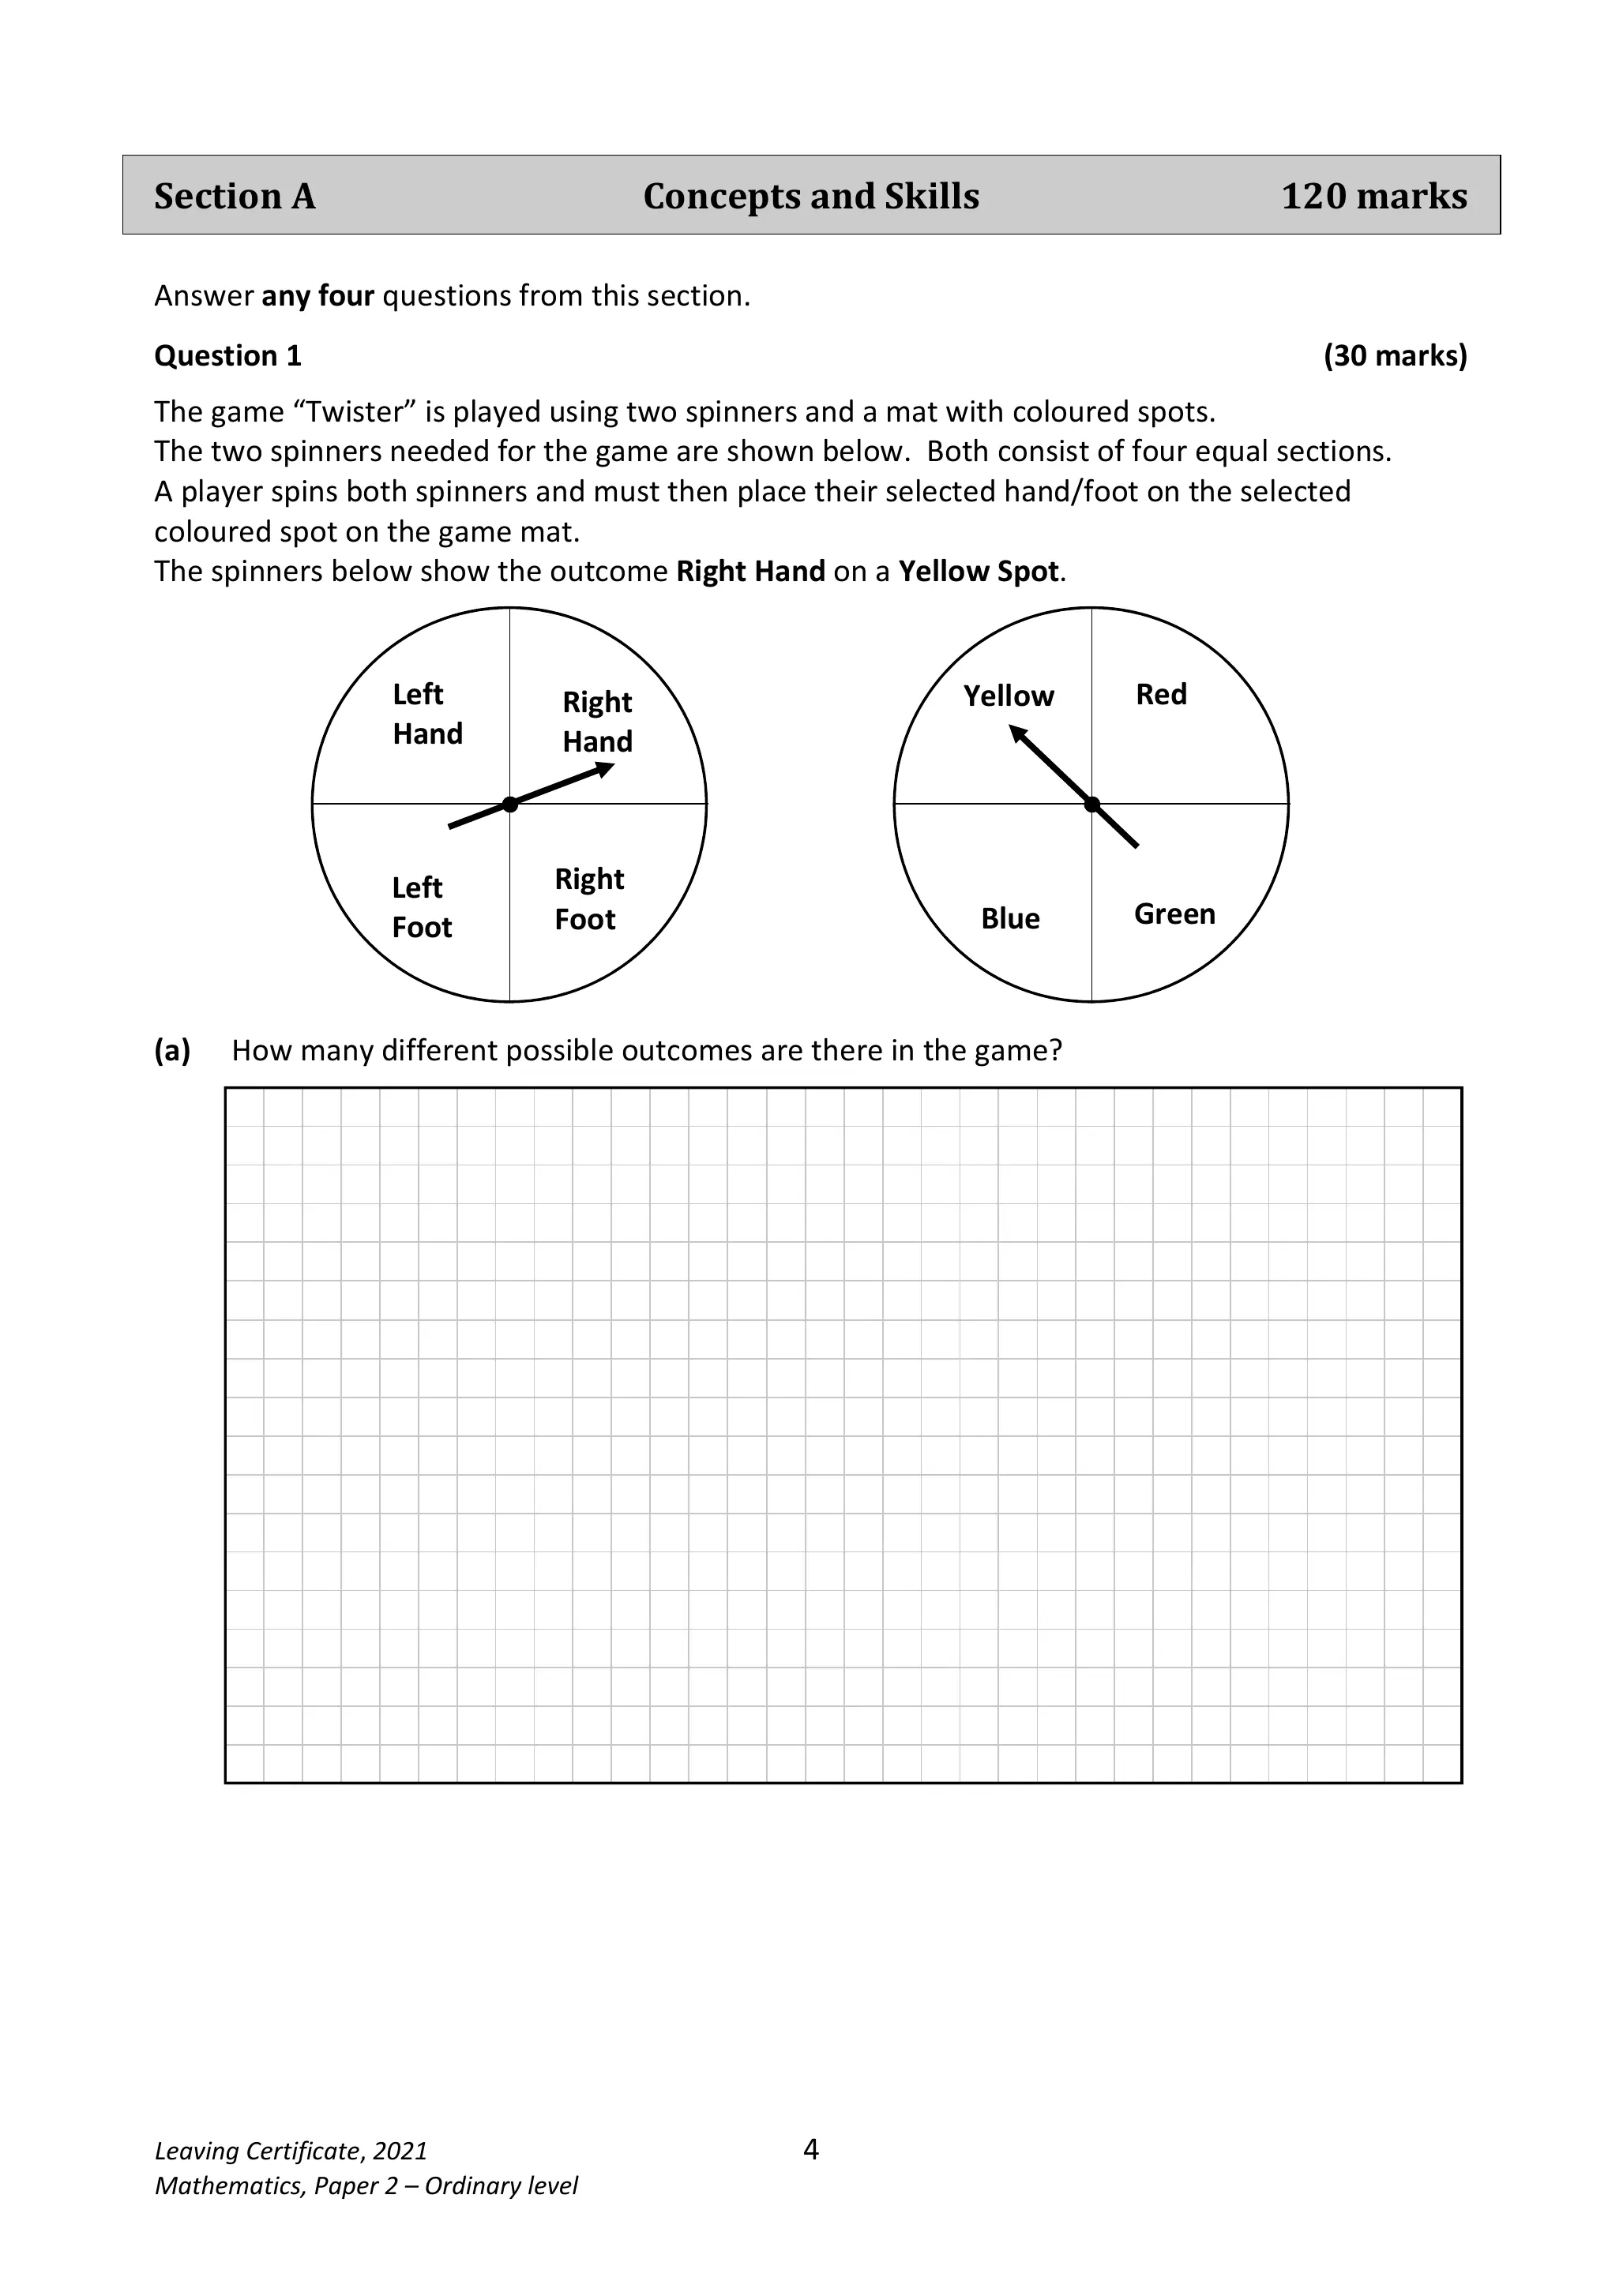 Section A Concepts and Skills 120 marks
Answer any four questions from this section.
Question 1 (30 marks)
The game “Twister” is played using two spinners and a mat with coloured spots.
The two spinners needed for the game are shown below. Both consist of four equal sections.
A player spins both spinners and must then place their selected hand/foot on the selected
coloured spot on the game mat.
The spinners below show the outcome Right Hand on a Yellow Spot.
Left
Hand
Right
Hand
Left
Foot
Right
Foot
Yellow
Red
Blue
Green
(a) How many different possible outcomes are there in the game?
Leaving Certificate, 2021
4
Mathematics, Paper 2 – Ordinary level